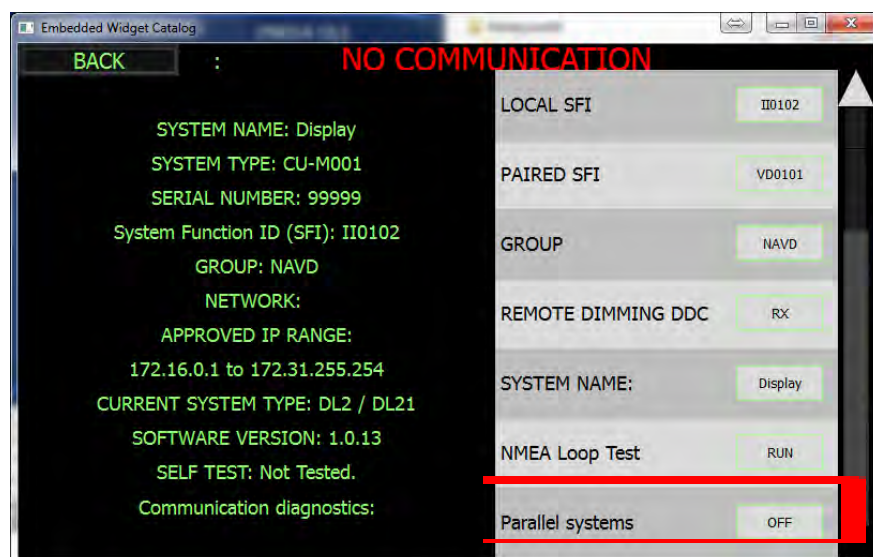 Embedded Widget Catalog
BACK : NO COMMUNICATION
SYSTEM NAME: Display
SYSTEM TYPE: CU-M001
SERIAL NUMBER: 99999
System Function ID (SFI): II0102
GROUP: NAVD
NETWORK:
APPROVED IP RANGE:
172.16.0.1 to 172.31.255.254
CURRENT SYSTEM TYPE: DL2 / DL21
SOFTWARE VERSION: 1.0.13
SELF TEST: Not Tested.
Communication diagnostics:
LOCAL SFI II0102
PAIRED SFI VD0101
GROUP NAVD
REMOTE DIMMING DDC RX
SYSTEM NAME: Display
NMEA Loop Test RUN
Parallel systems OFF